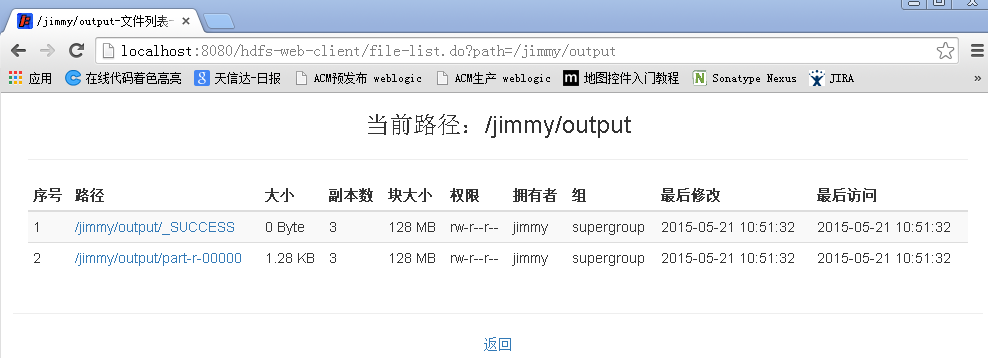 /jimmy/output-文件列表-
localhost:8080/hdfs-web-client/file-list.do?path=/jimmy/output
应用 在线代码着色高亮 天信达-日报 ACM预发布 weblogic ACM生产 weblogic 地图控件入门教程 Sonatype Nexus JIRA »
当前路径：/jimmy/output
序号 路径 大小 副本数 块大小 权限 拥有者 组 最后修改 最后访问
1 /jimmy/output/_SUCCESS 0 Byte 3 128 MB rw-r--r-- jimmy supergroup 2015-05-21 10:51:32 2015-05-21 10:51:32
2 /jimmy/output/part-r-00000 1.28 KB 3 128 MB rw-r--r-- jimmy supergroup 2015-05-21 10:51:32 2015-05-21 10:51:32
返回